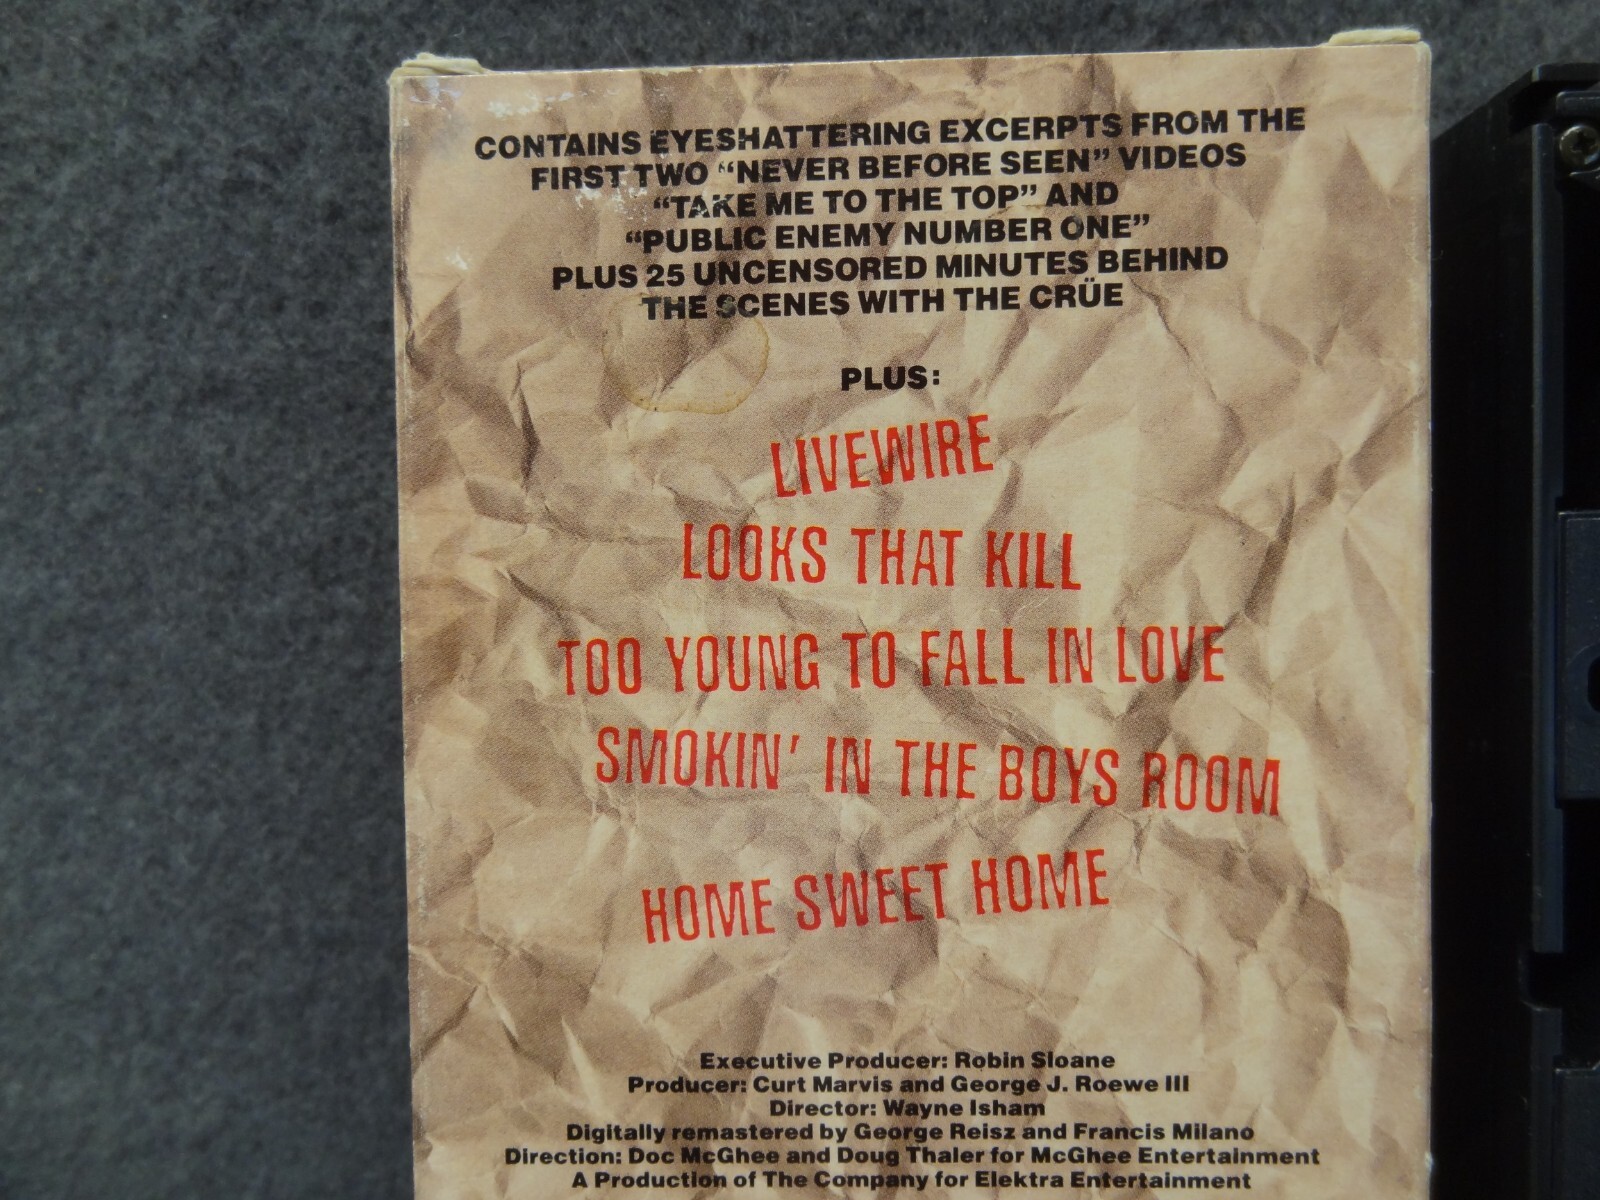 CONTAINS EYESHATTERING EXCERPTS FROM THE
FIRST TWO “NEVER BEFORE SEEN” VIDEOS
“TAKE ME TO THE TOP” AND
“PUBLIC ENEMY NUMBER ONE”
PLUS 25 UNCENSORED MINUTES BEHIND
THE SCENES WITH THE CRÜE
PLUS:
LIVEWIRE
LOOKS THAT KILL
TOO YOUNG TO FALL IN LOVE
SMOKIN’ IN THE BOYS ROOM
HOME SWEET HOME
Executive Producer: Robin Sloane
Producer: Curt Marvis and George J. Roewe III
Director: Wayne Isham
Digitally remastered by George Reisz and Francis Milano
Direction: Doc McGhee and Doug Thaler for McGhee Entertainment
A Production of The Company for Elektra Entertainment